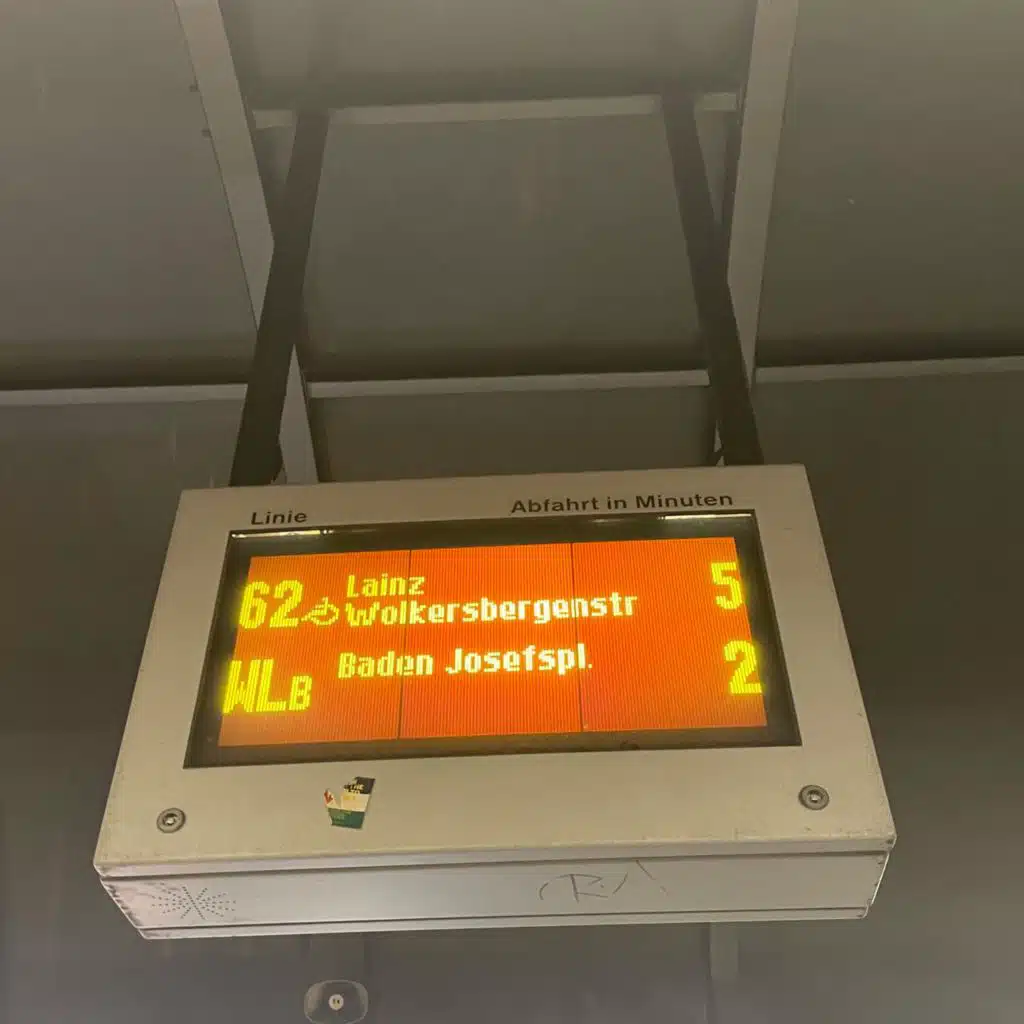 Linie Abfahrt in Minuten
62 Lainz Wolkersbergenstr 5
WLB Baden Josefspl. 2